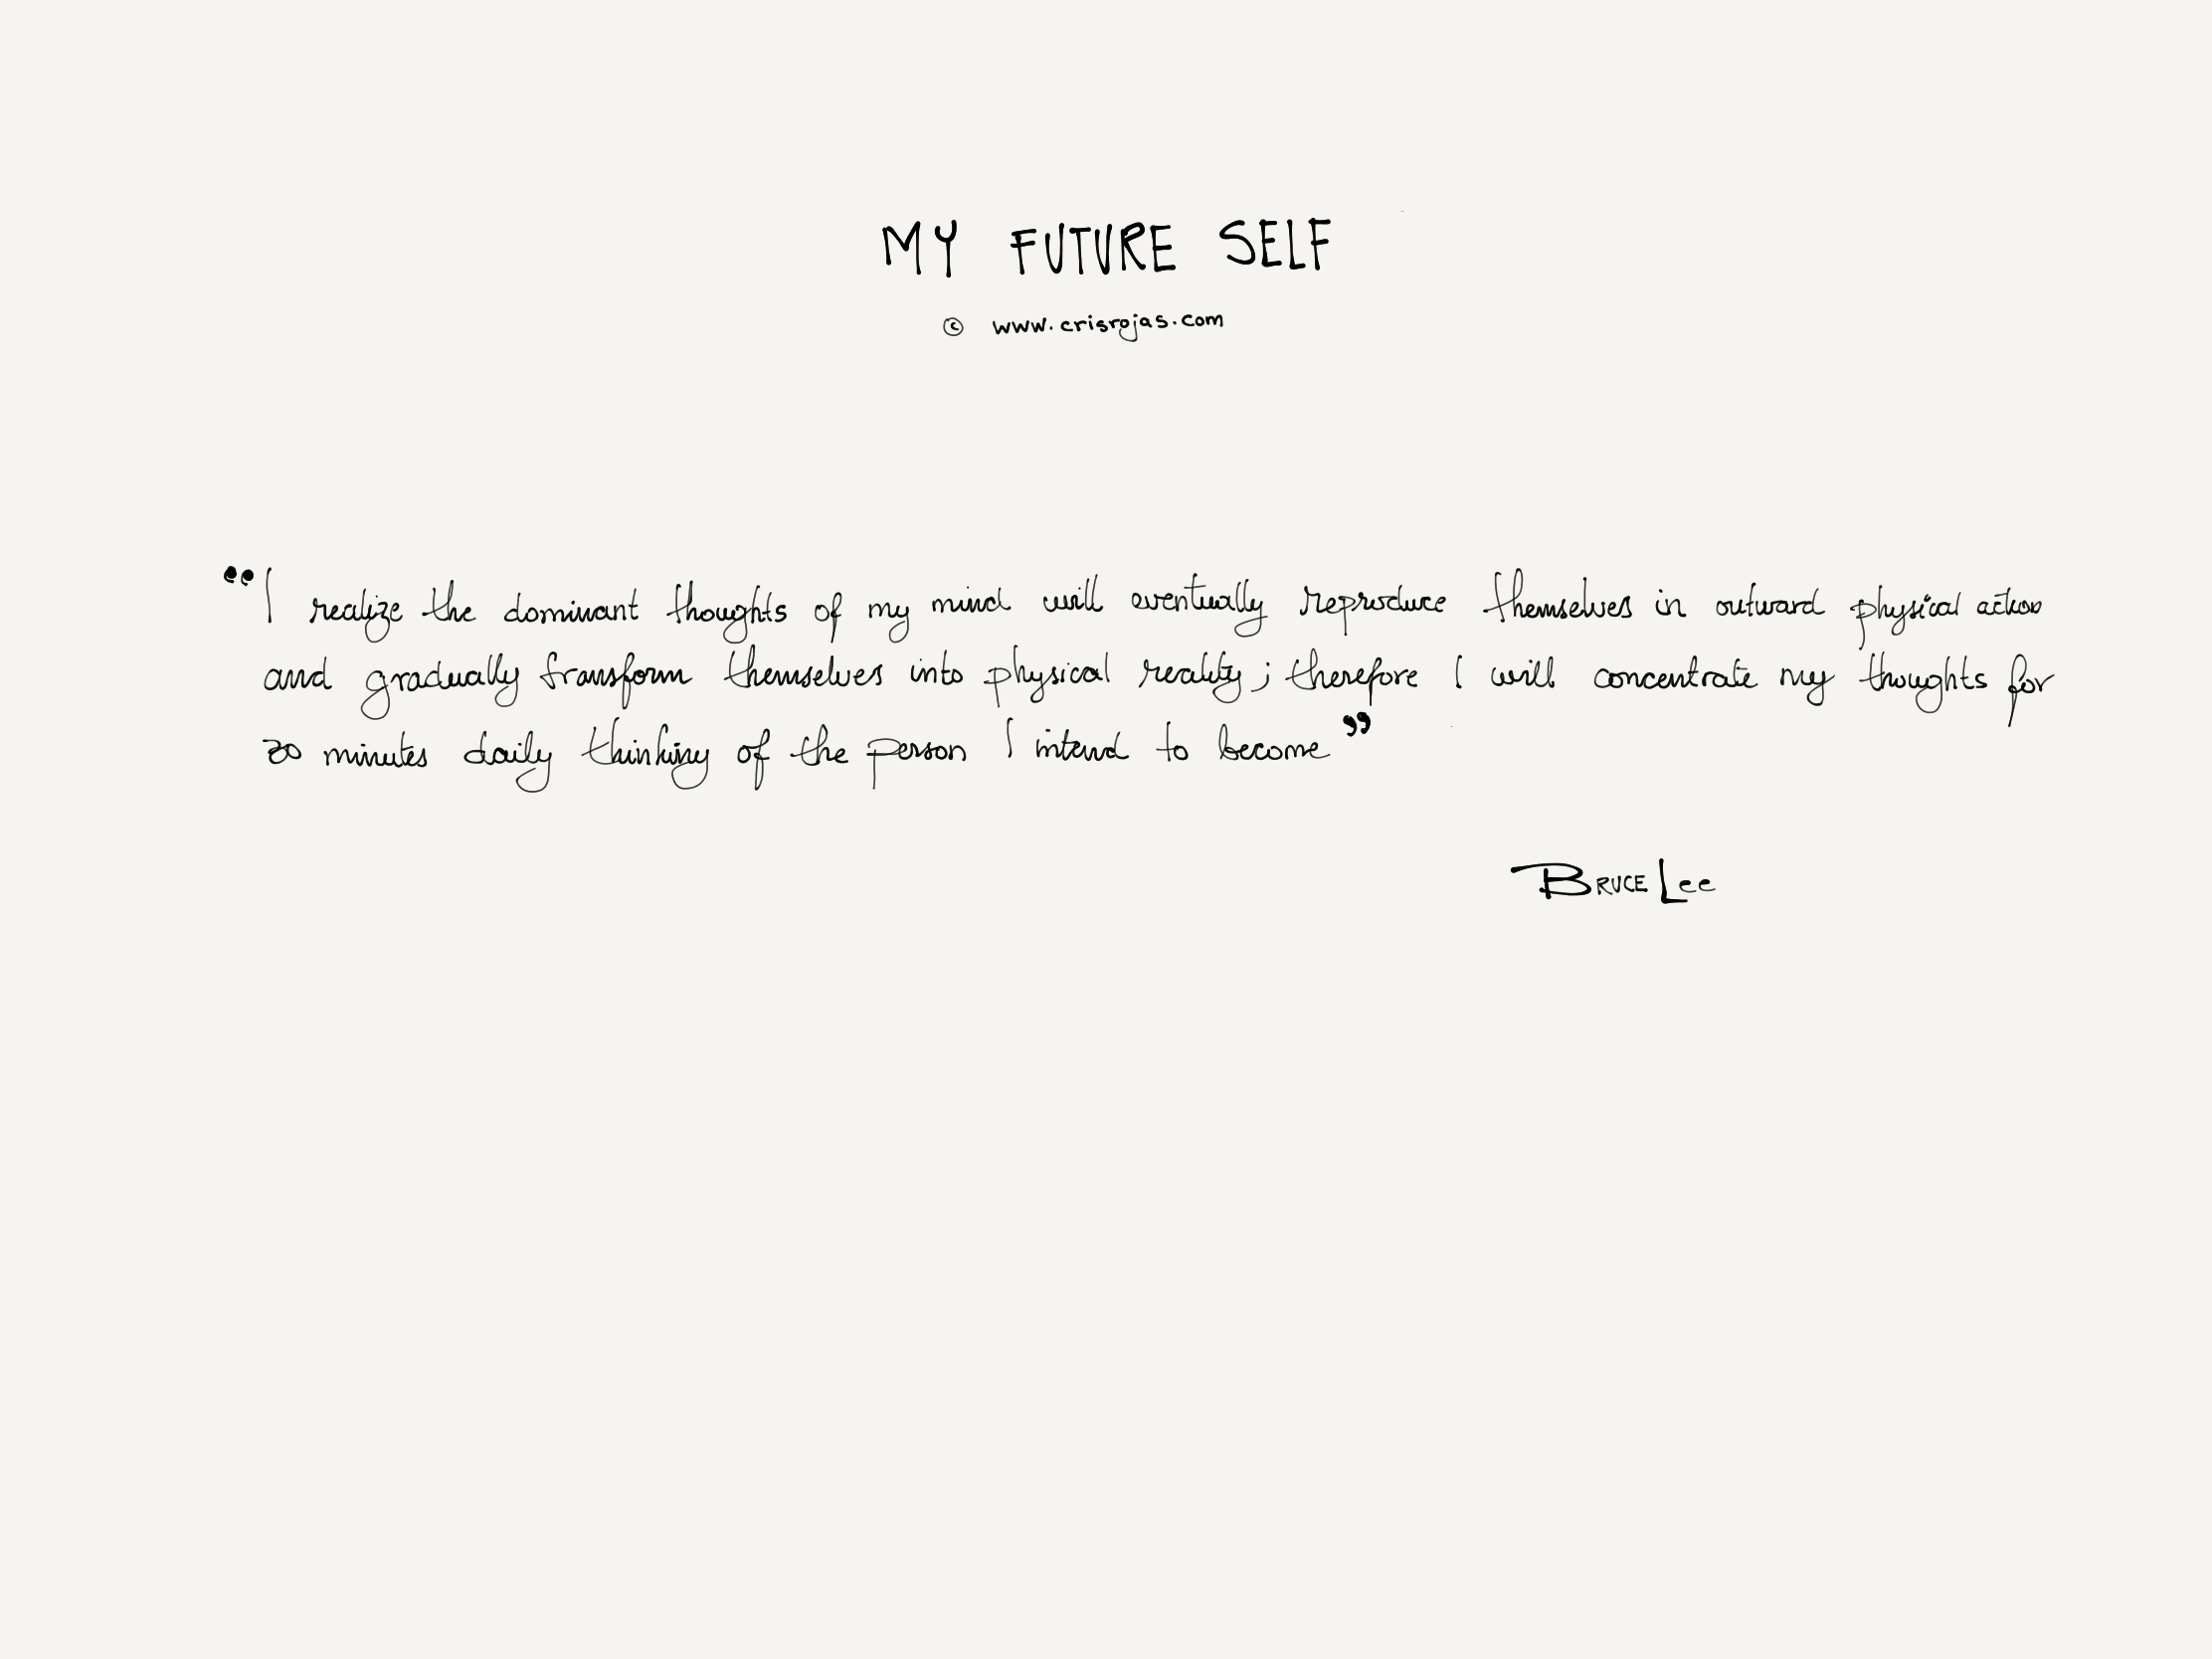 MY FUTURE SELF
© www.crisrojas.com
“I realize the dominant thoughts of my mind will eventually reproduce themselves in outward physical action
and gradually transform themselves into physical reality; therefore I will concentrate my thoughts for
30 minutes daily thinking of the person I intend to become”
BRUCE Lee